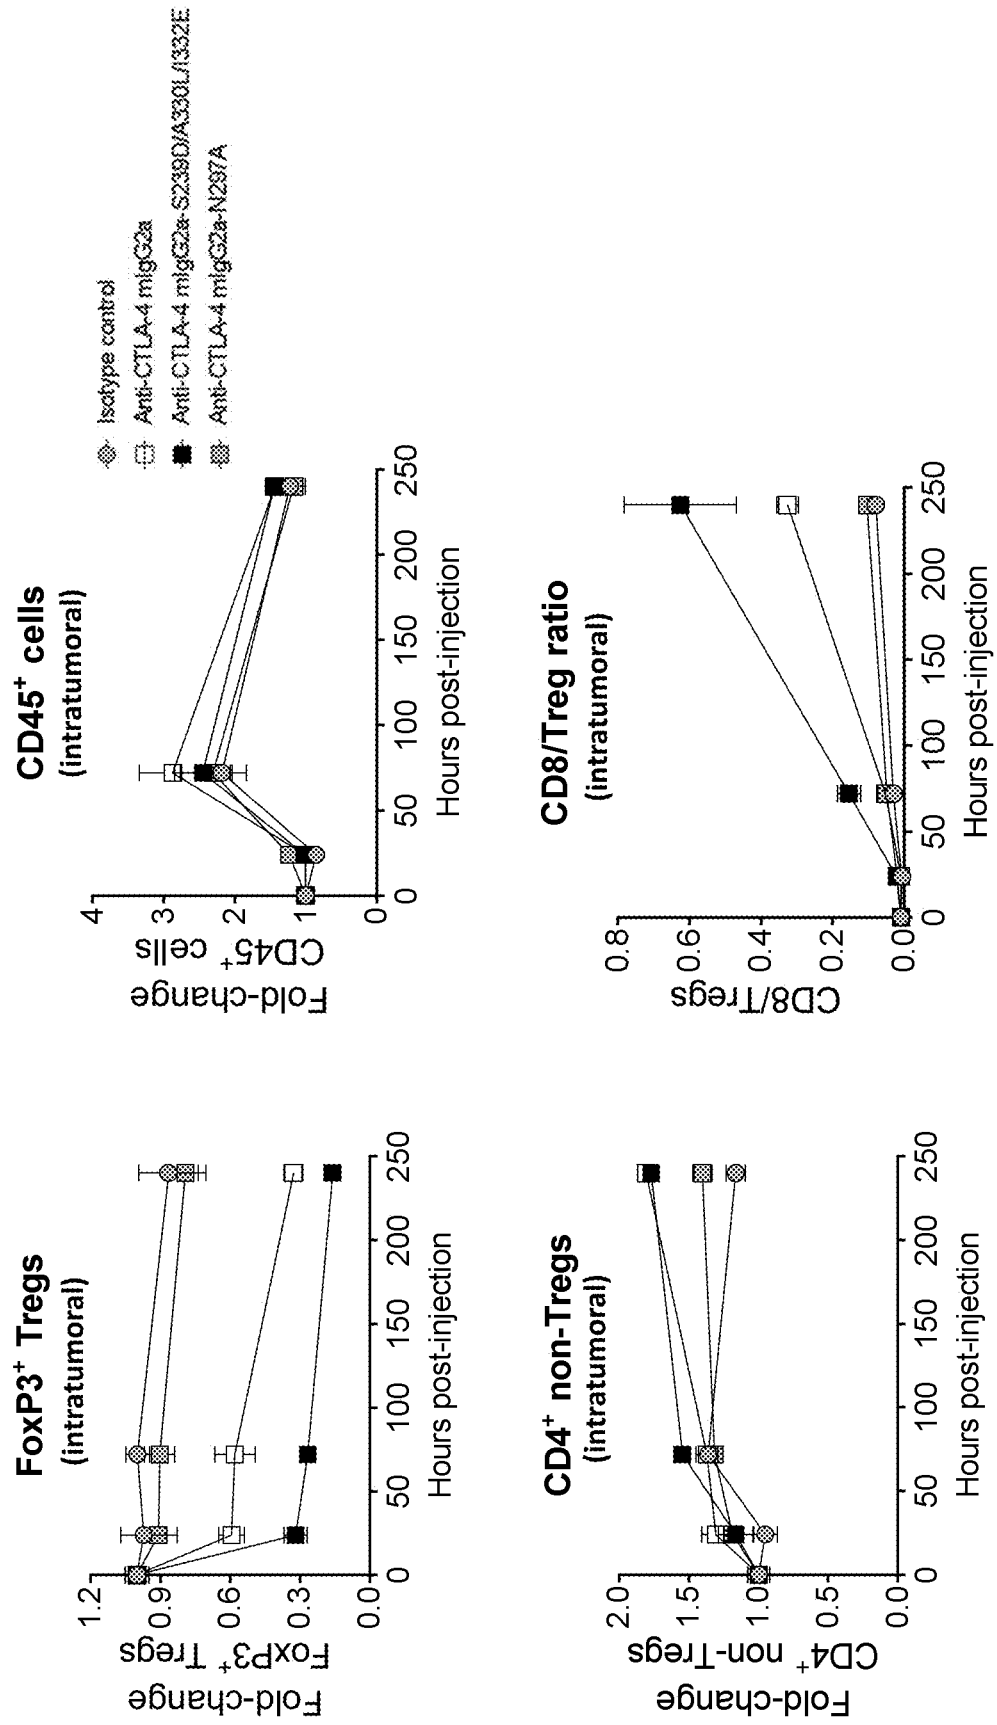 FoxP3⁺ Tregs
(intratumoral)
Fold-change
FoxP3⁺ Tregs
1.2
0.9
0.6
0.3
0.0
0
50
100
150
200
250
Hours post-injection
CD45⁺ cells
(intratumoral)
Fold-change
CD45⁺ cells
4
3
2
1
0
0
50
100
150
200
250
Hours post-injection
Isotype control
Anti-CTLA-4 mIgG2a
Anti-CTLA-4 mIgG2a-S239D/A330L/I332E
Anti-CTLA-4 mIgG2a-N297A
CD4⁺ non-Tregs
(intratumoral)
Fold-change
CD4⁺ non-Tregs
2.0
1.5
1.0
0.5
0.0
0
50
100
150
200
250
Hours post-injection
CD8/Treg ratio
(intratumoral)
CD8/Tregs
0.8
0.6
0.4
0.2
0.0
0
50
100
150
200
250
Hours post-injection